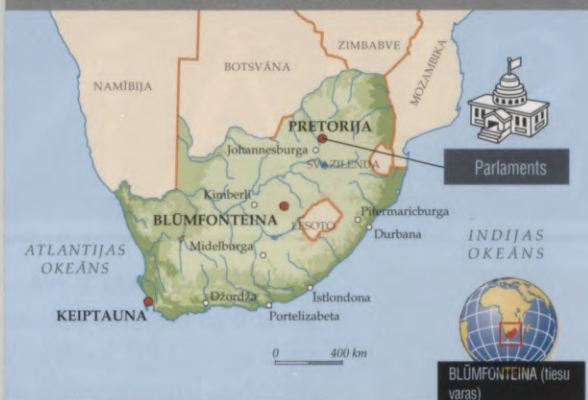 ZIMBABVE
BOTSVĀNA
NAMĪBIJA
MOZAMBIKA
PRETORIJA
Johannesburga
SVAZILENDA
Parlaments
Kimberli
BLŪMFONTEINA
LESOTO
Pitermaricburga
Durbana
Midelburga
ATLANTIJAS
OKEĀNS
INDIJAS
OKEĀNS
Džordža
Īstlondona
KEIPTAUNA
Portelizabeta
0 400 km
BLŪMFONTEINA (tiesu
varas)